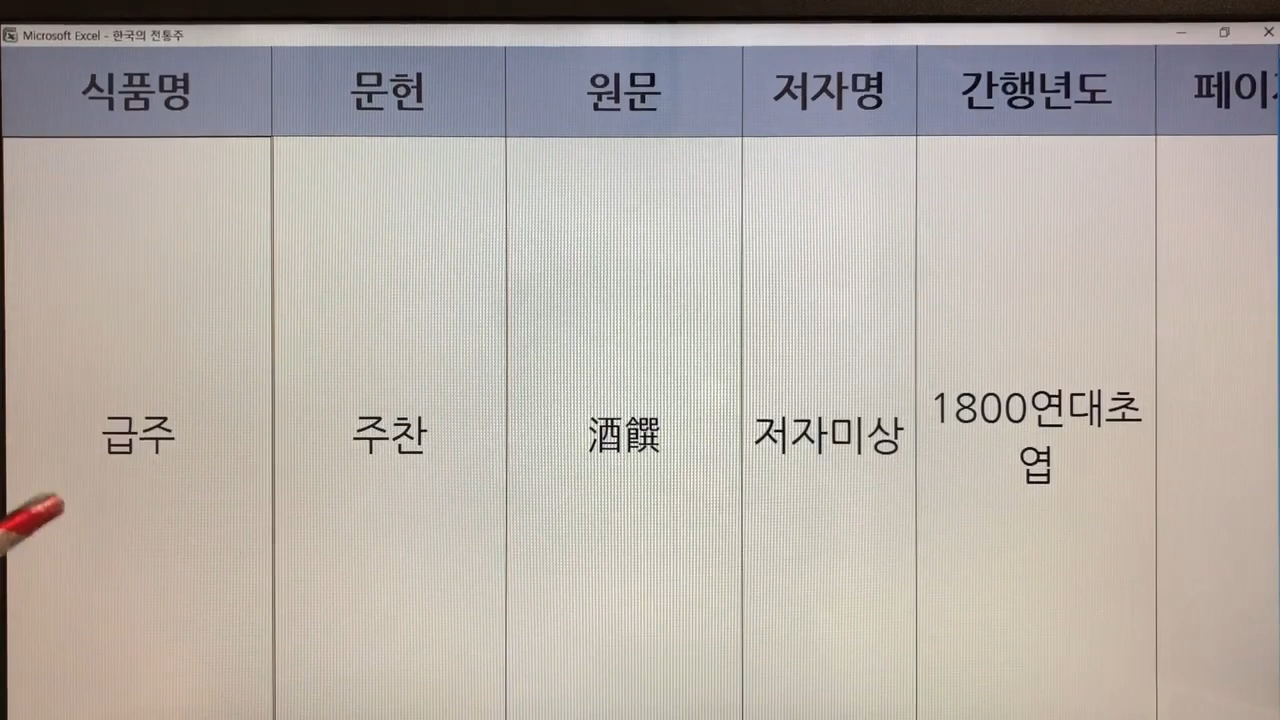 Microsoft Excel - 한국의 전통주
식품명 문헌 원문 저자명 간행년도
급주 주찬 酒饌 저자미상 1800연대초
엽